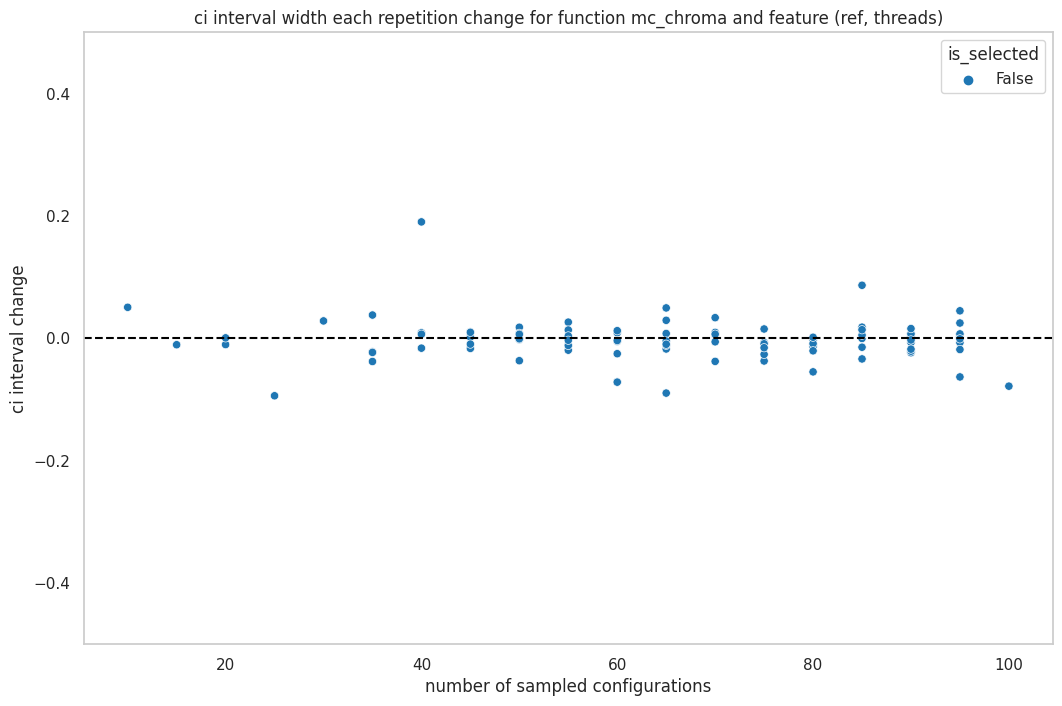 ci interval width each repetition change for function mc_chroma and feature (ref, threads)
is_selected
False
ci interval change
0.4
0.2
0.0
−0.2
−0.4
20 40 60 80 100
number of sampled configurations